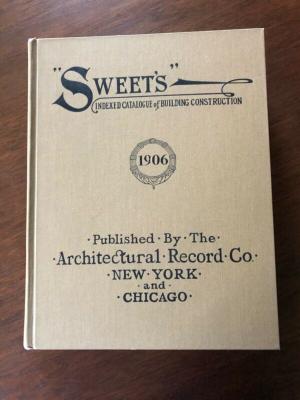 "SWEET'S"
INDEXED CATALOGUE of BUILDING CONSTRUCTION
1906
· Published · By · The ·
· Architectural · Record · Co. ·
· NEW · YORK ·
· and ·
· CHICAGO ·